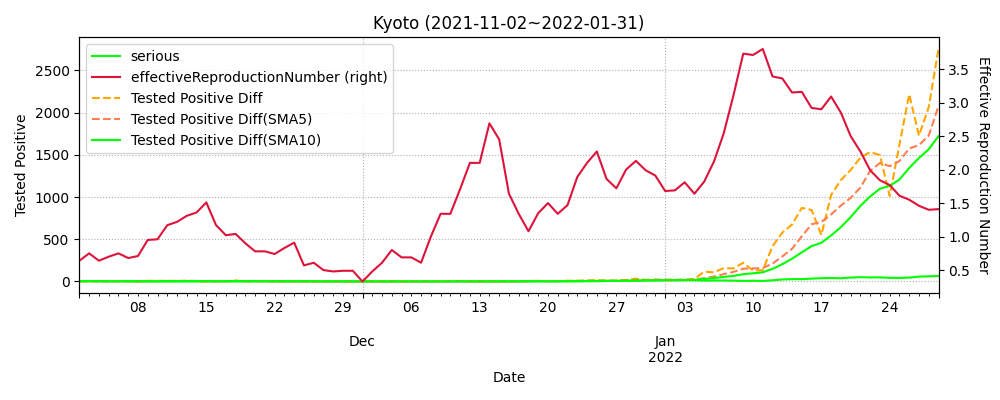 Kyoto (2021-11-02~2022-01-31)
serious
effectiveReproductionNumber (right)
Tested Positive Diff
Tested Positive Diff(SMA5)
Tested Positive Diff(SMA10)
Tested Positive
2500
2000
1500
1000
500
0
3.5
3.0
2.5
2.0
1.5
1.0
0.5
Effective Reproduction Number
08 15 22 29 06 13 20 27 03 10 17 24
Dec Jan
2022
Date